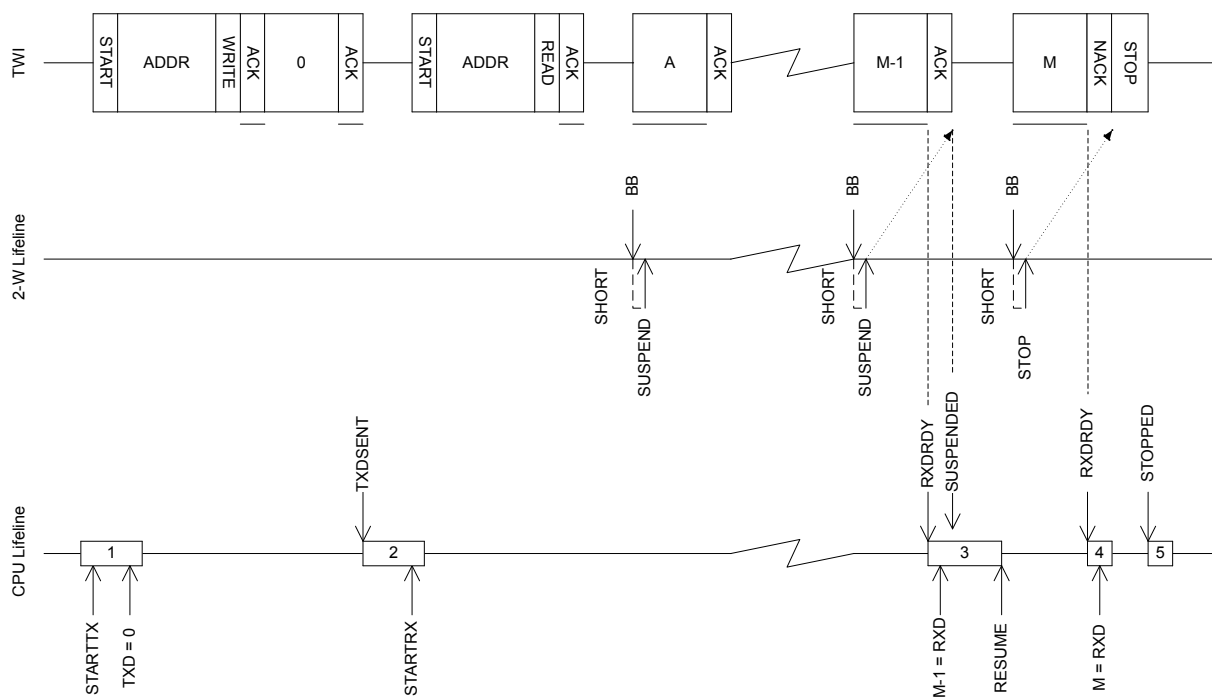 TWI
START
ADDR
WRITE
ACK
0
ACK
START
ADDR
READ
ACK
A
ACK
M-1
ACK
M
NACK
STOP
2-W Lifeline
BB
SHORT
SUSPEND
BB
SHORT
SUSPEND
BB
SHORT
STOP
CPU Lifeline
TXDSENT
RXDRDY
SUSPENDED
RXDRDY
STOPPED
1
2
3
4
5
STARTTX
TXD = 0
STARTRX
M-1 = RXD
RESUME
M = RXD